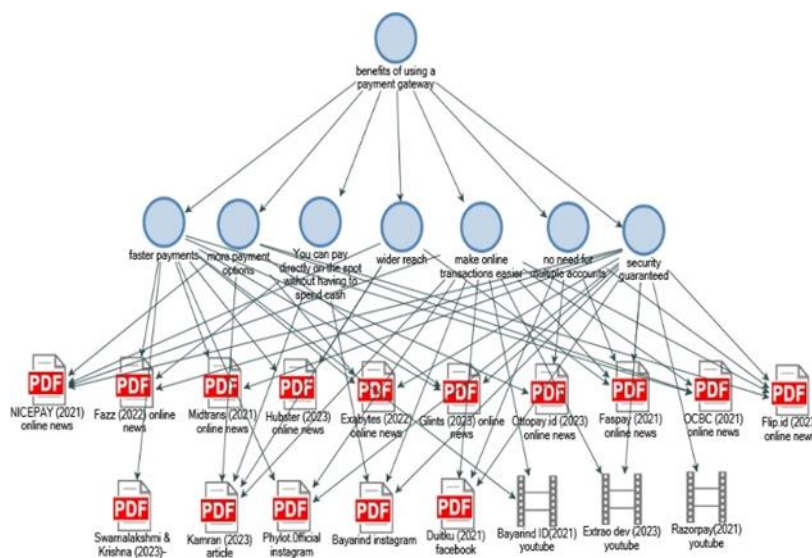 benefits of using a
payment gateway
faster payments
more payment
options
You can pay
directly on the spot
without having to
spend cash
wider reach
make online
transactions easier
no need for
multiple accounts
security
guaranteed
PDF
PDF
PDF
PDF
PDF
PDF
PDF
PDF
PDF
PDF
NICEPAY (2021)
online news
Fazz (2022) online
news
Midtrans (2021)
online news
Hubster (2023)
online news
Exabytes (2022)
online news
Glints (2023) online
news
Ottopay.id (2023)
online news
Faspay (2021)
online news
OCBC (2021)
online news
Flip.id (2023)
online news
PDF
PDF
PDF
PDF
PDF
Swarnalakshmi &
Krishna (2023)-
Kamran (2023)
article
Phylot.0fficial
instagram
Bayarind instagram
Duitku (2021)
facebook
Bayarind ID(2021)
youtube
Extrao dev (2023)
youtube
Razorpay(2021)
youtube